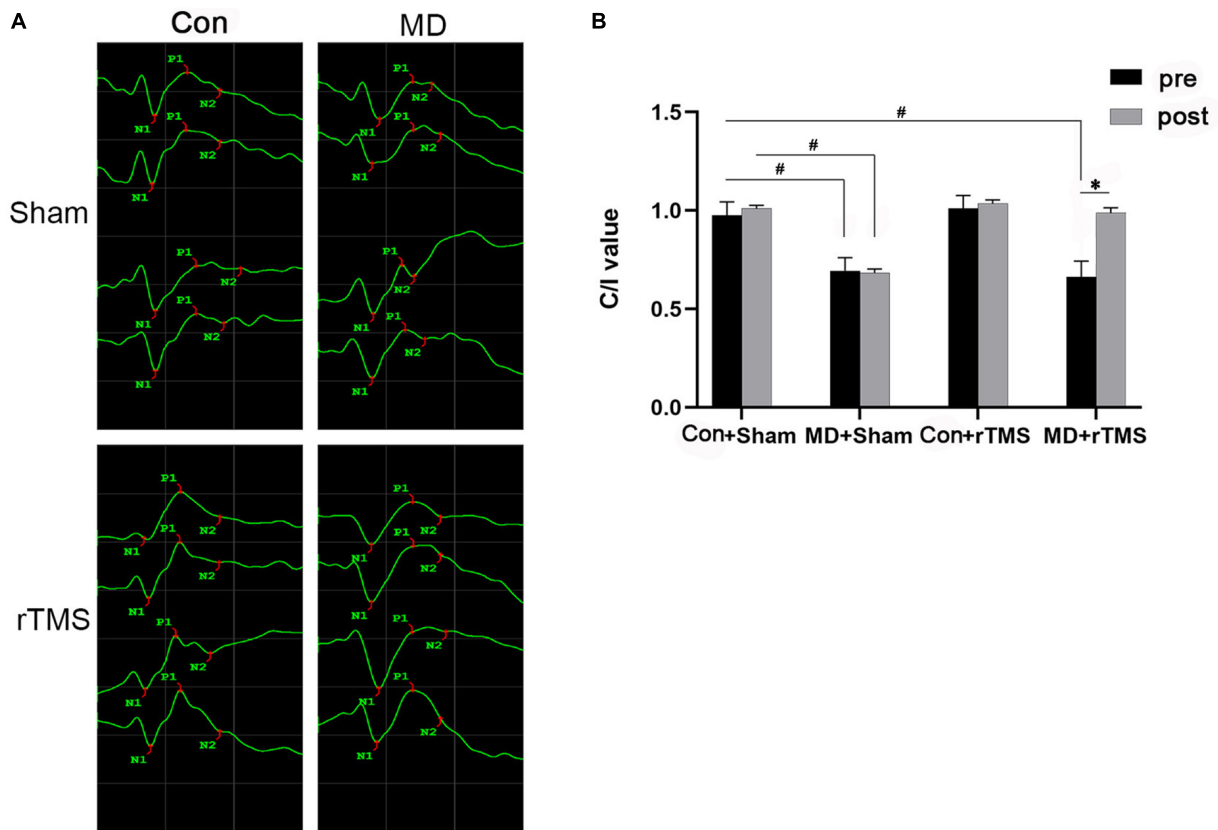 A
Con
MD
Sham
P1
N1
N2
P1
N1
N2
P1
N1
N2
P1
N1
N2
P1
N1
N2
P1
N1
N2
P1
N1
N2
P1
N1
N2
rTMS
P1
N1
N2
P1
N1
N2
P1
N1
N2
P1
N1
N2
P1
N1
N2
P1
N1
N2
P1
N1
N2
P1
N1
N2
B
pre
post
C/I value
1.5
1.0
0.5
0.0
#
#
#
*
Con+Sham MD+Sham Con+rTMS MD+rTMS